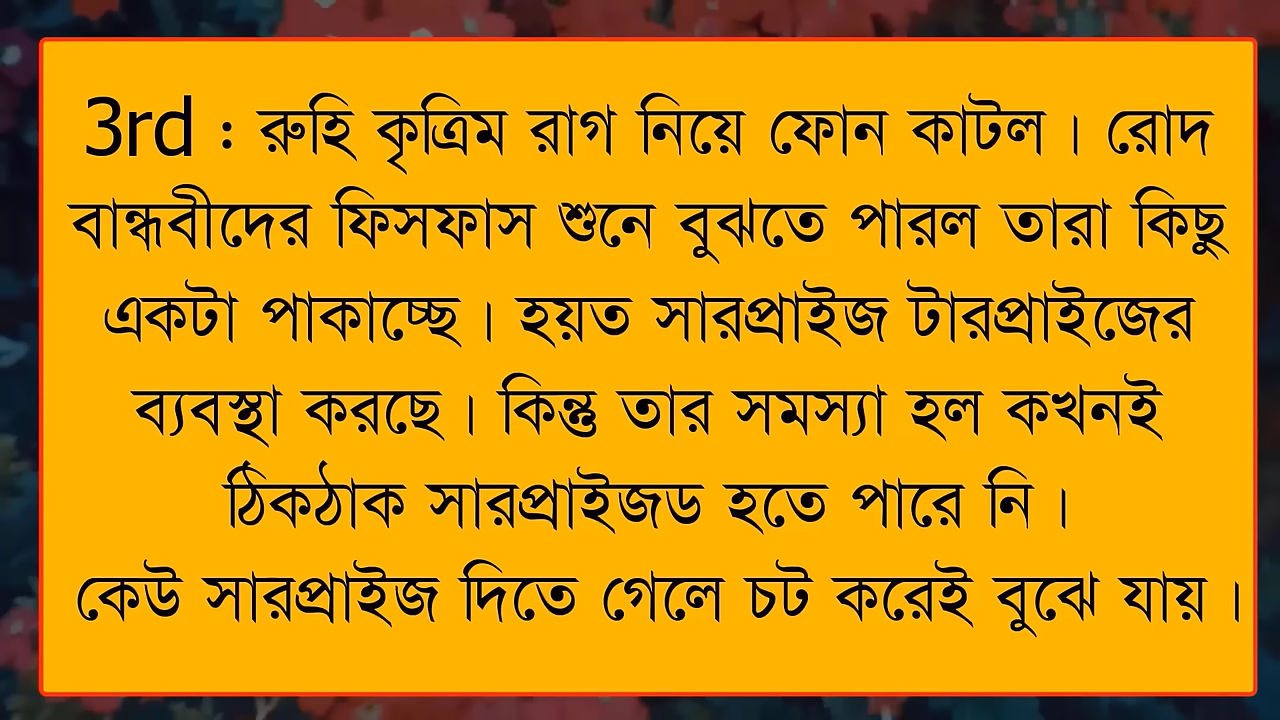 3rd : রুহি কৃত্রিম রাগ নিয়ে ফোন কাটল। রোদ
বান্ধবীদের ফিসফাস শুনে বুঝতে পারল তারা কিছু
একটা পাকাচ্ছে। হয়ত সারপ্রাইজ টারপ্রাইজের
ব্যবস্থা করছে। কিন্তু তার সমস্যা হল কখনই
ঠিকঠাক সারপ্রাইজড হতে পারে নি।
কেউ সারপ্রাইজ দিতে গেলে চট করেই বুঝে যায়।